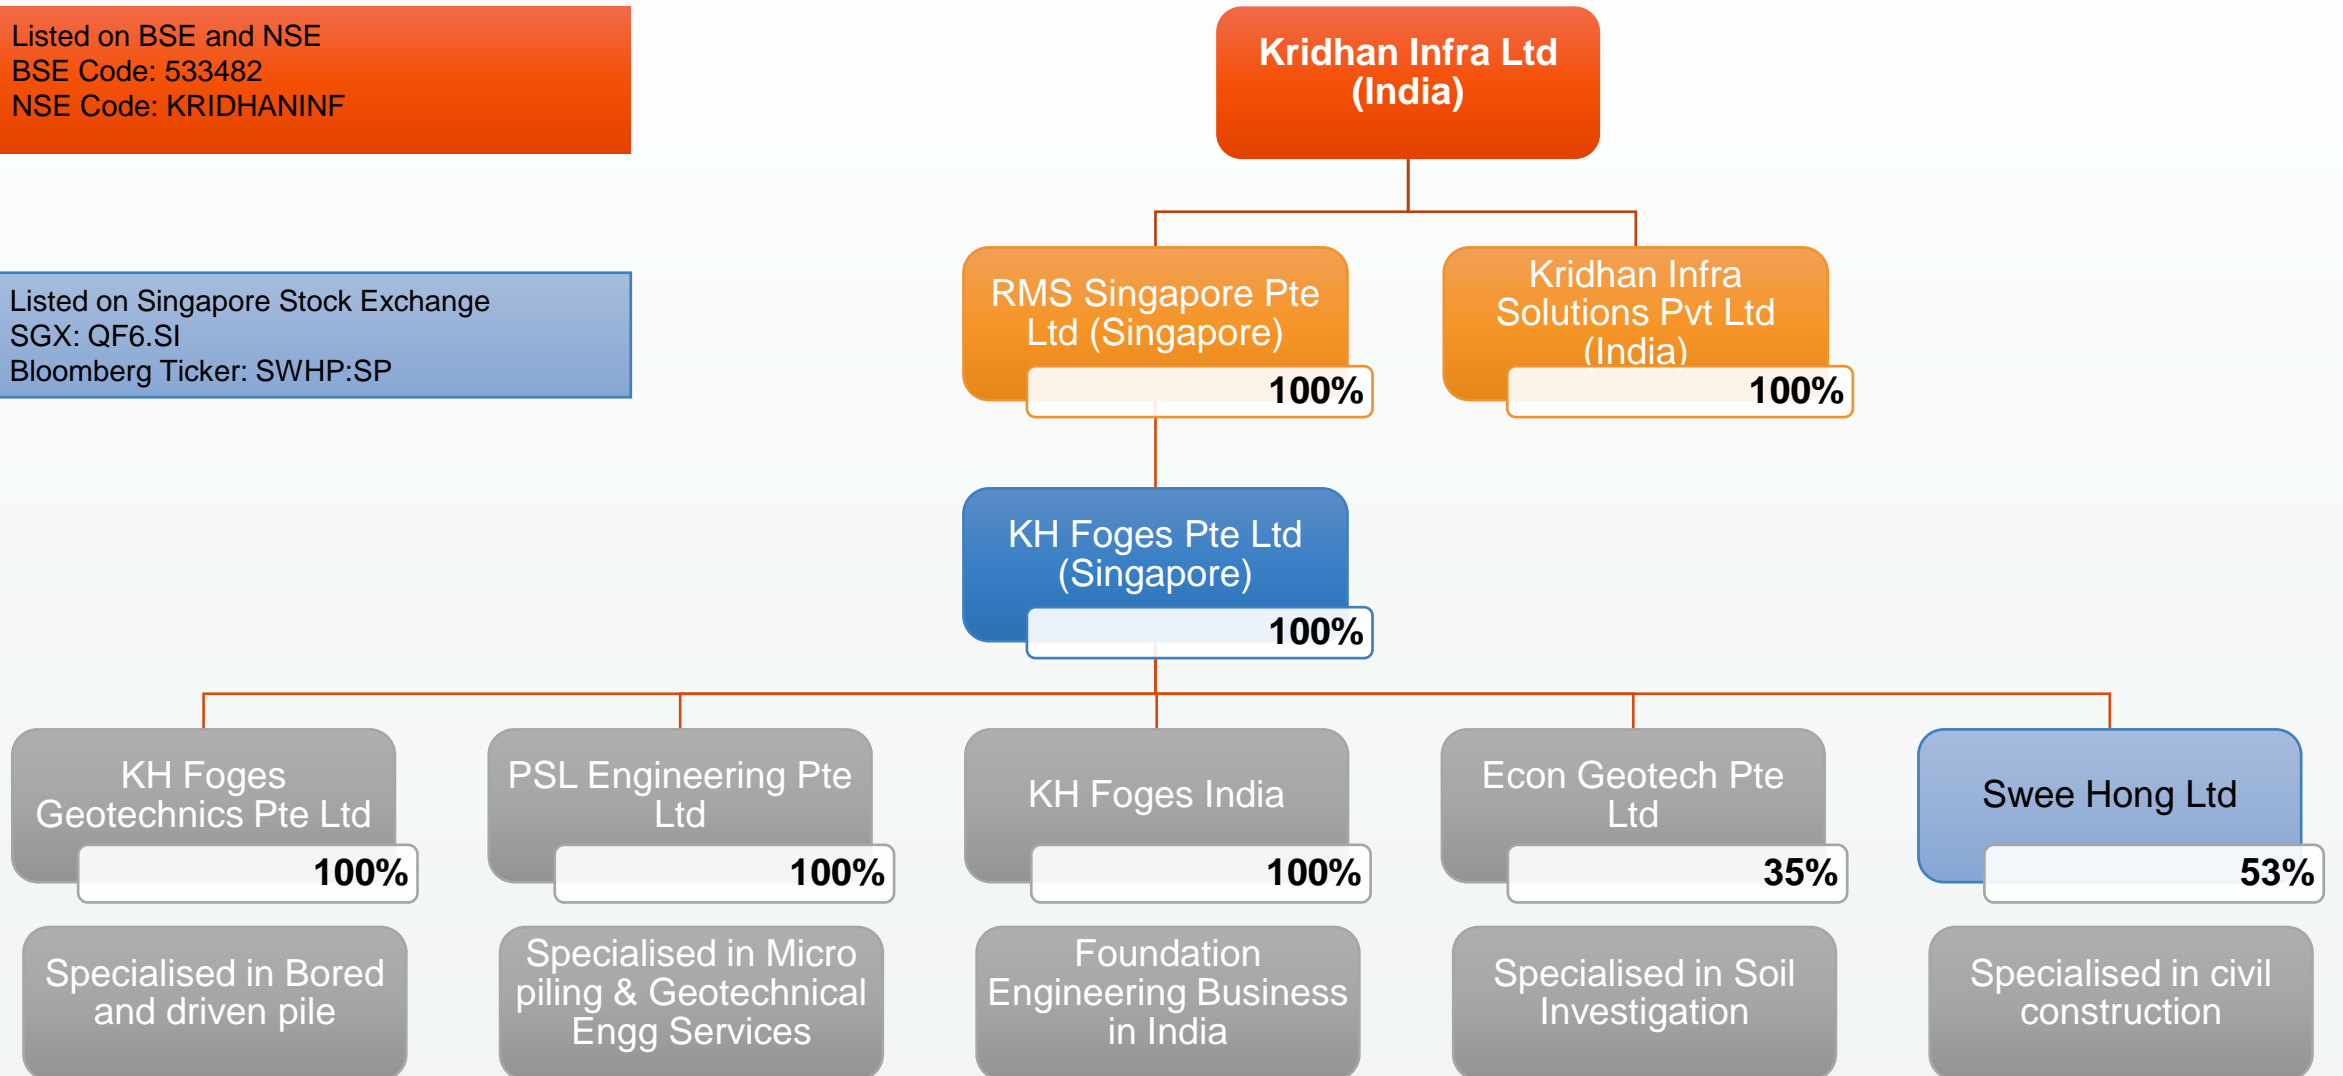 Listed on BSE and NSE
BSE Code: 533482
NSE Code: KRIDHANINF
Kridhan Infra Ltd
(India)
Listed on Singapore Stock Exchange
SGX: QF6.SI
Bloomberg Ticker: SWHP:SP
RMS Singapore Pte
Ltd (Singapore)
100%
Kridhan Infra
Solutions Pvt Ltd
(India)
100%
KH Foges Pte Ltd
(Singapore)
100%
KH Foges
Geotechnics Pte Ltd
100%
PSL Engineering Pte
Ltd
100%
KH Foges India
100%
Econ Geotech Pte
Ltd
35%
Swee Hong Ltd
53%
Specialised in Bored
and driven pile
Specialised in Micro
piling & Geotechnical
Engg Services
Foundation
Engineering Business
in India
Specialised in Soil
Investigation
Specialised in civil
construction